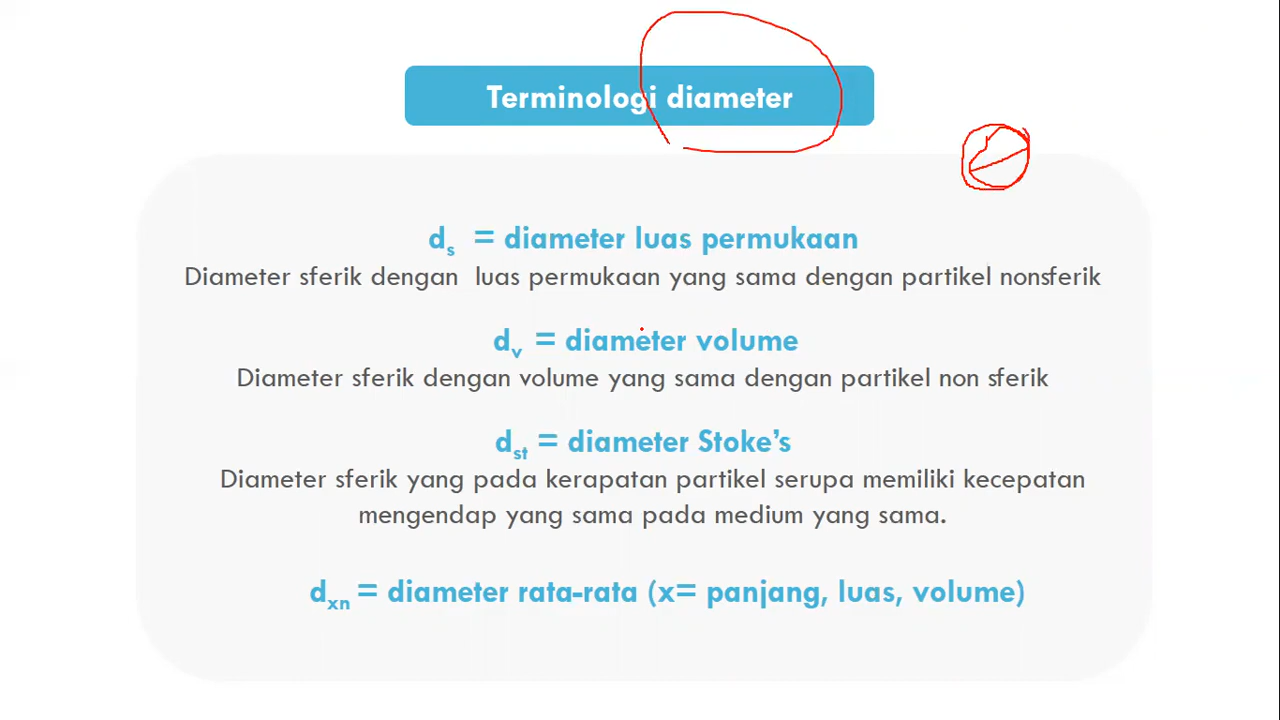 Terminologi diameter
ds = diameter luas permukaan
Diameter sferik dengan luas permukaan yang sama dengan partikel nonsferik
dv = diameter volume
Diameter sferik dengan volume yang sama dengan partikel non sferik
dst = diameter Stoke’s
Diameter sferik yang pada kerapatan partikel serupa memiliki kecepatan
mengendap yang sama pada medium yang sama.
dxn = diameter rata-rata (x= panjang, luas, volume)